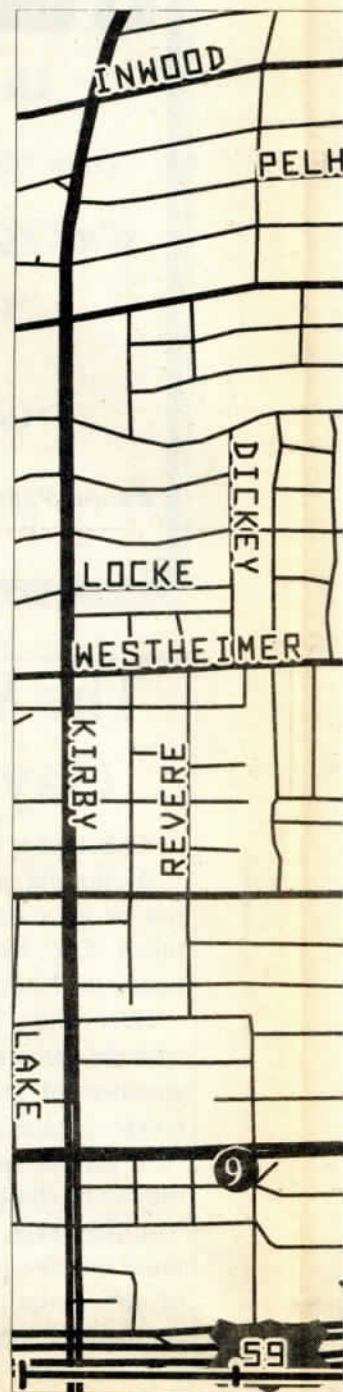 INWOOD
PELH
DICKEY
LOCKE
WESTHEIMER
KIRBY
REVERE
LAKE
9
59